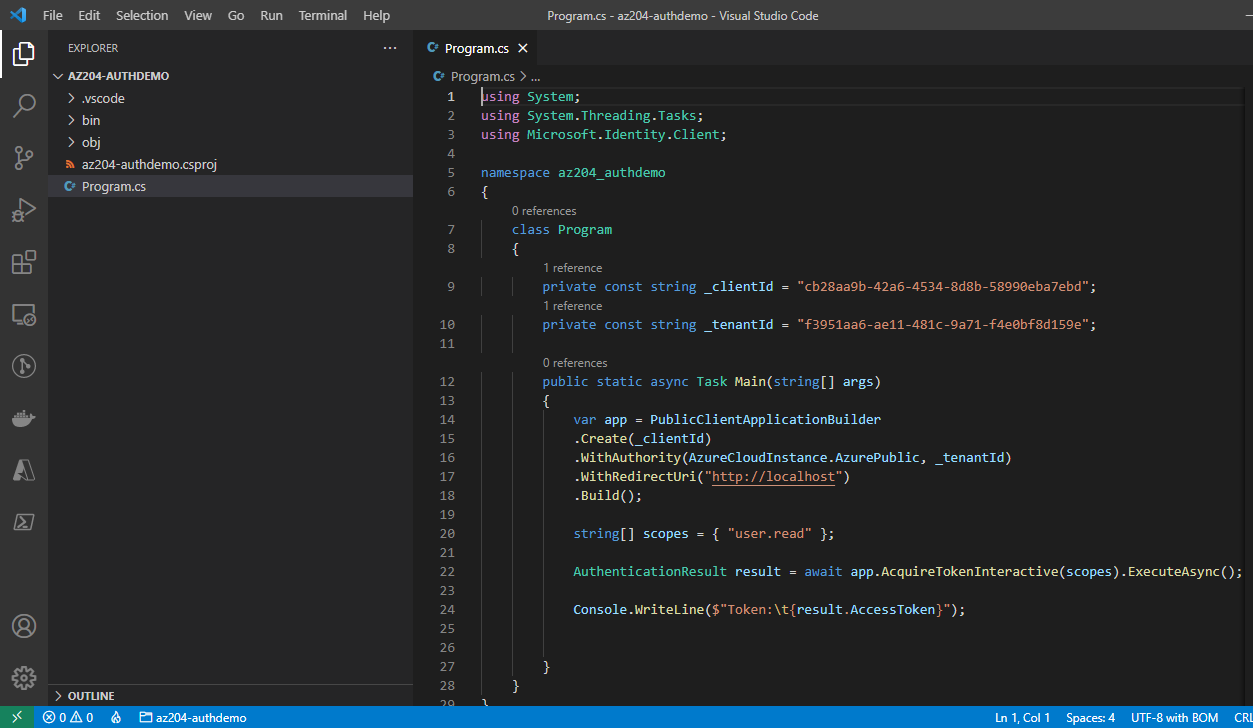 File Edit Selection View Go Run Terminal Help
Program.cs - az204-authdemo - Visual Studio Code
EXPLORER
AZ204-AUTHDEMO
.vscode
bin
obj
az204-authdemo.csproj
C# Program.cs
OUTLINE
C# Program.cs
C# Program.cs > ...
1 using System;
2 using System.Threading.Tasks;
3 using Microsoft.Identity.Client;
4
5 namespace az204_authdemo
6 {
0 references
7 class Program
8 {
1 reference
9 private const string _clientId = "cb28aa9b-42a6-4534-8d8b-58990eba7ebd";
1 reference
10 private const string _tenantId = "f3951aa6-ae11-481c-9a71-f4e0bf8d159e";
11
0 references
12 public static async Task Main(string[] args)
13 {
14 var app = PublicClientApplicationBuilder
15 .Create(_clientId)
16 .WithAuthority(AzureCloudInstance.AzurePublic, _tenantId)
17 .WithRedirectUri("http://localhost")
18 .Build();
19
20 string[] scopes = { "user.read" };
21
22 AuthenticationResult result = await app.AcquireTokenInteractive(scopes).ExecuteAsync();
23
24 Console.WriteLine($"Token:\t{result.AccessToken}");
25
26
27 }
28 }
29 }
0 0 az204-authdemo
Ln 1, Col 1 Spaces: 4 UTF-8 with BOM CRL